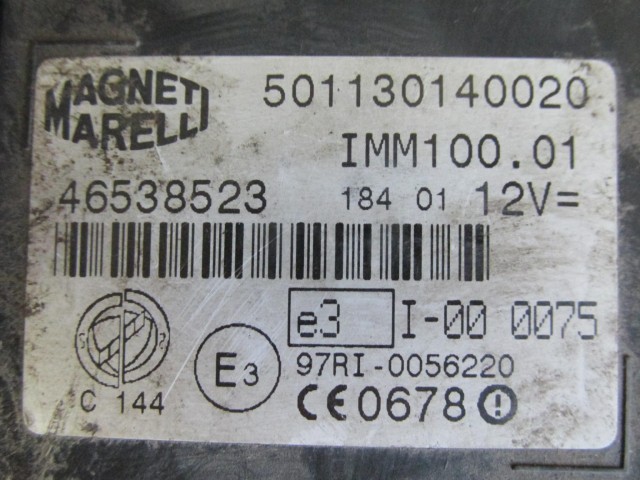 MAGNETI
MARELLI
501130140020
IMM100.01
46538523
184 01 12V=
e3 I-00 0075
E3
97RI-0056220
C 144
CE0678